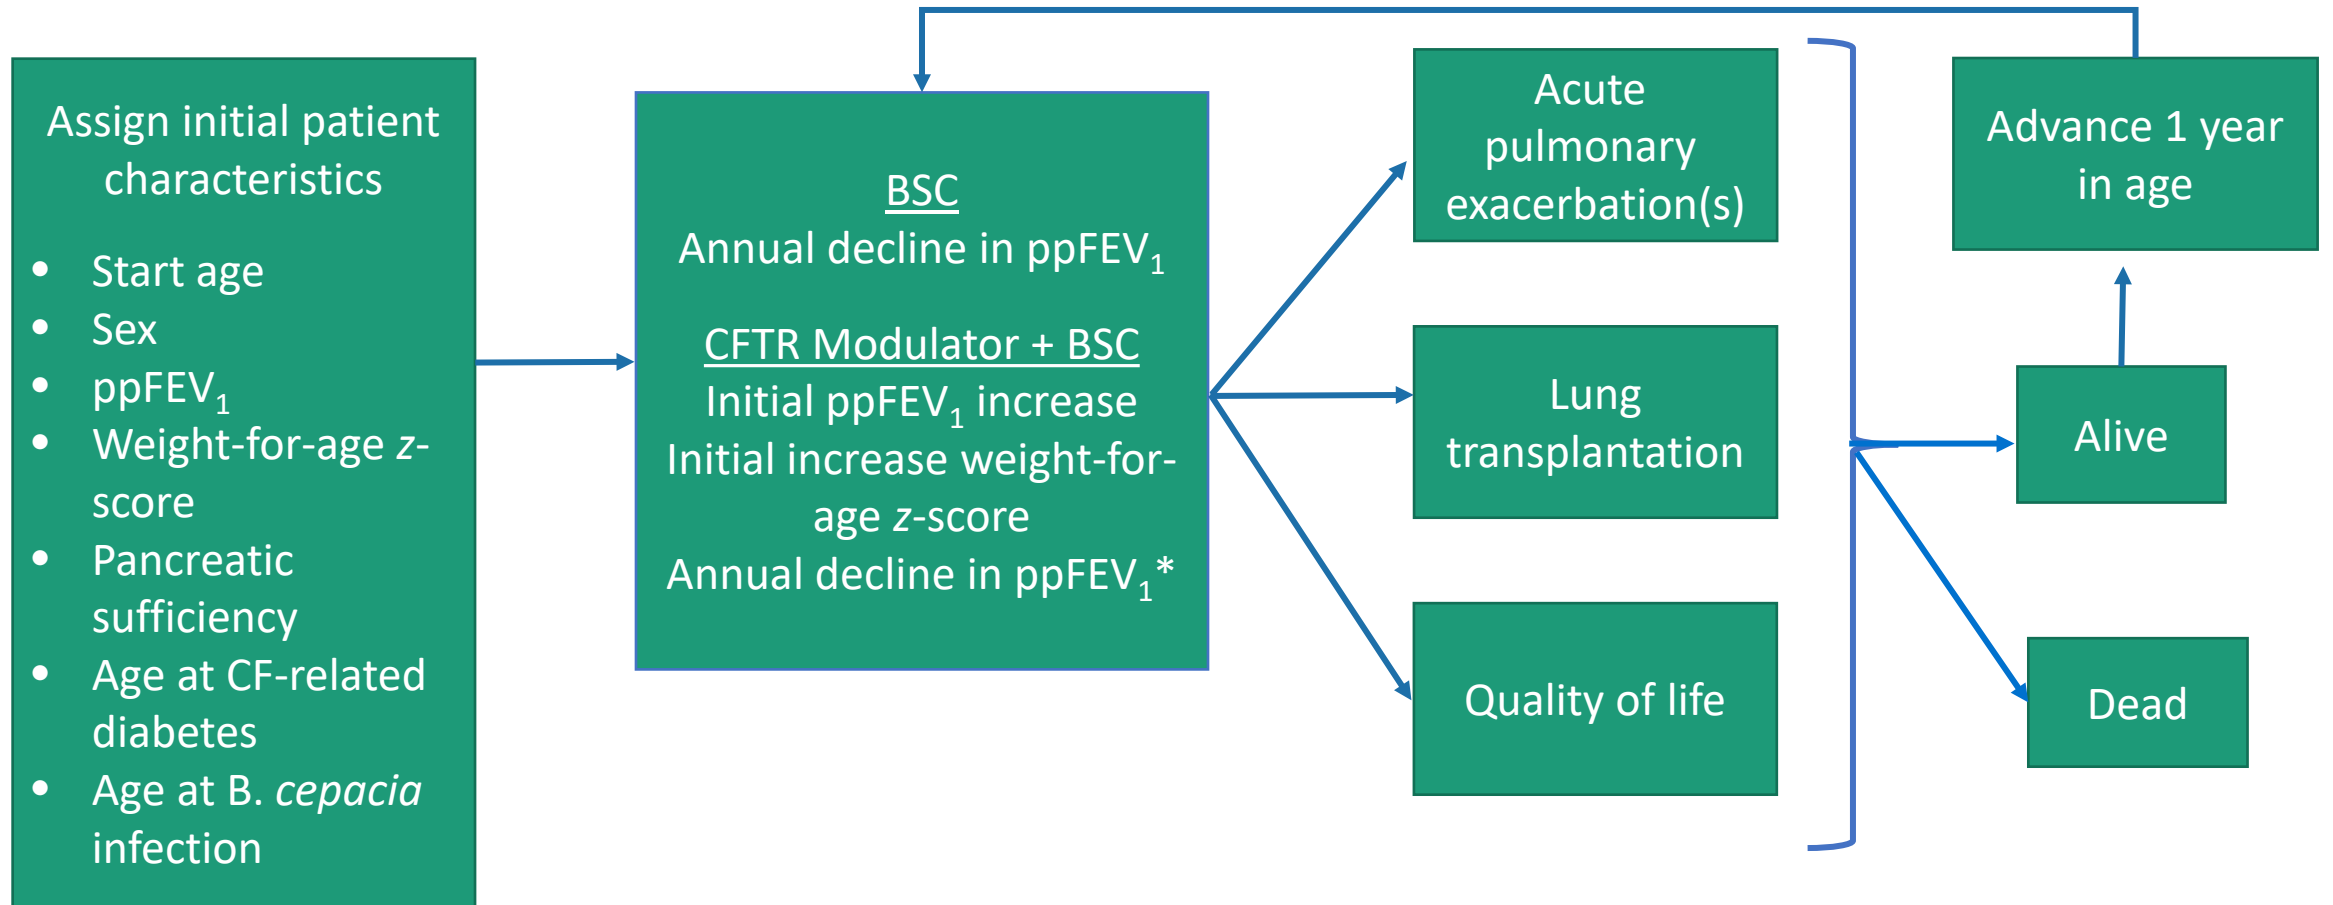 Assign initial patient
characteristics
• Start age
• Sex
• ppFEV₁
• Weight-for-age z-
score
• Pancreatic
sufficiency
• Age at CF-related
diabetes
• Age at B. cepacia
infection
BSC
Annual decline in ppFEV₁
CFTR Modulator + BSC
Initial ppFEV₁ increase
Initial increase weight-for-
age z-score
Annual decline in ppFEV₁*
Acute
pulmonary
exacerbation(s)
Lung
transplantation
Quality of life
Advance 1 year
in age
Alive
Dead